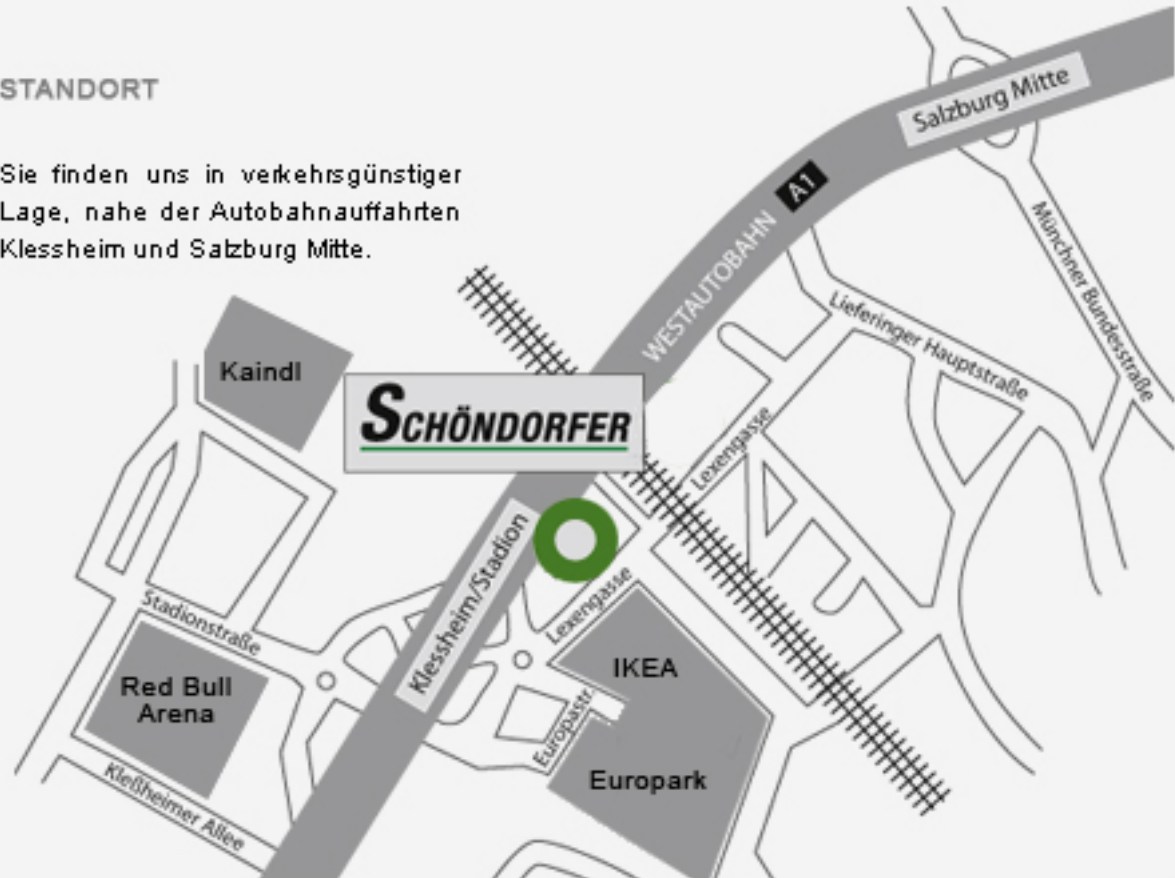 STANDORT
Sie finden uns in verkehrsgünstiger
Lage, nahe der Autobahnauffahrten
Klessheim und Salzburg Mitte.
Salzburg Mitte
A1
WESTAUTOBAHN
Münchner Bundesstraße
Lieferinger Hauptstraße
Kaindl
SCHÖNDORFER
Lexengasse
Klessheim/Stadion
Lexengasse
Stadionstraße
IKEA
Red Bull
Arena
Europastr.
Europark
Kleßheimer Allee